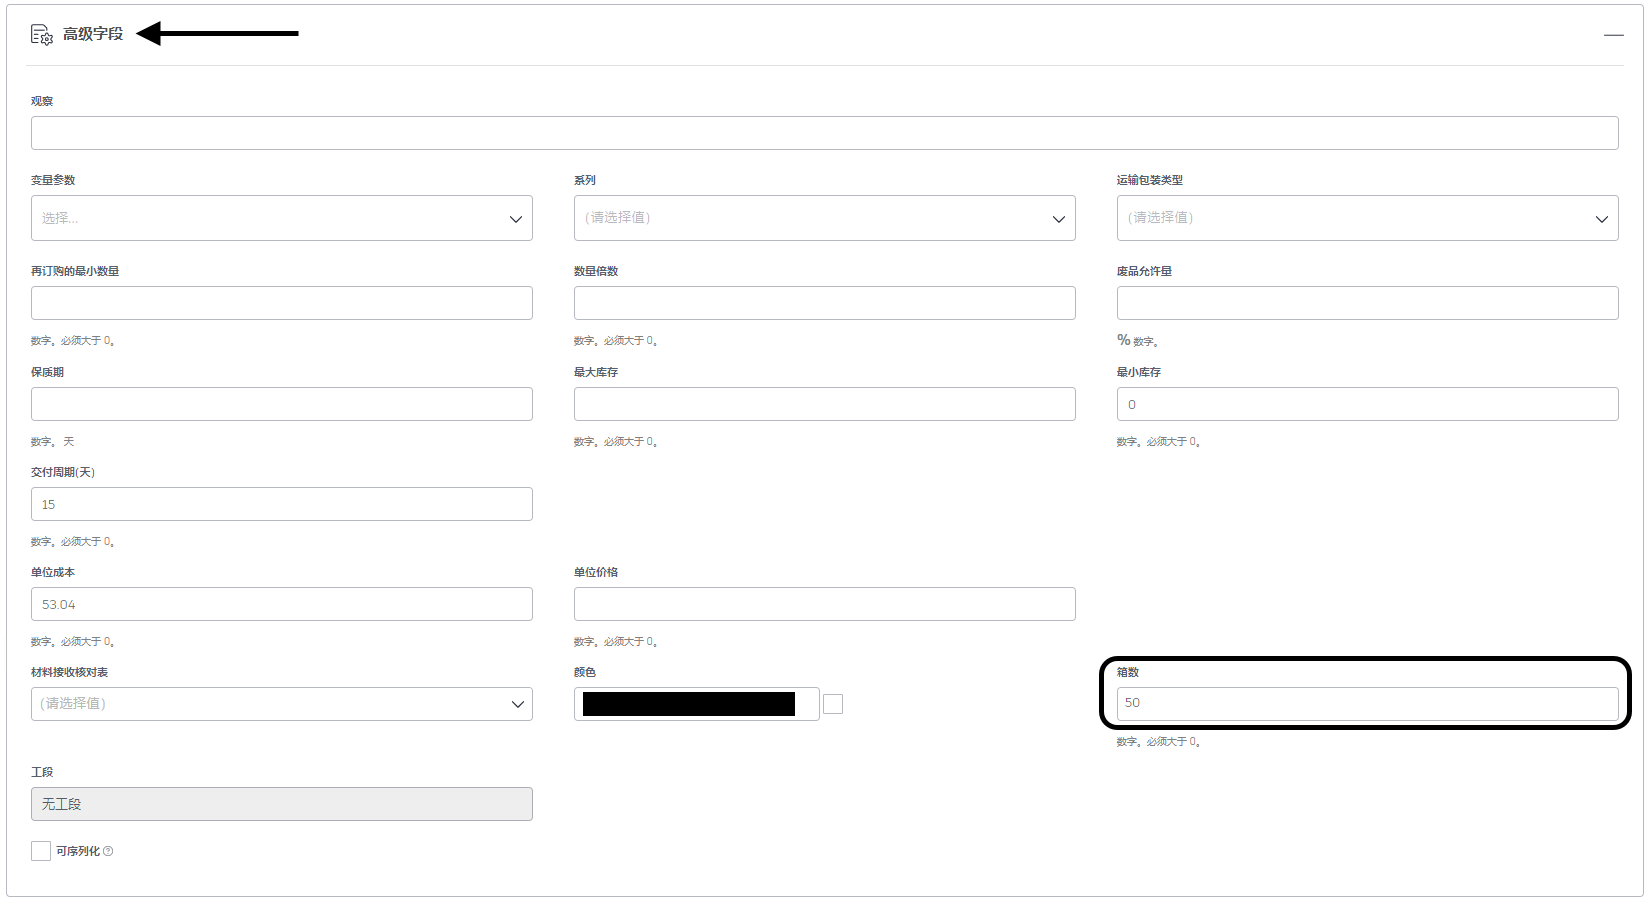 高级字段
观察
变量参数
系列
运输包装类型
选择...
(请选择值)
(请选择值)
再订购的最小数量
数量倍数
废品允许量
数字。必须大于 0。
数字。必须大于 0。
% 数字。
保质期
最大库存
最小库存
0
数字。 天
数字。必须大于 0。
数字。必须大于 0。
交付周期(天)
15
数字。必须大于 0。
单位成本
单位价格
53.04
数字。必须大于 0。
数字。必须大于 0。
材料接收核对表
颜色
箱数
(请选择值)
50
数字。必须大于 0。
工段
无工段
可序列化